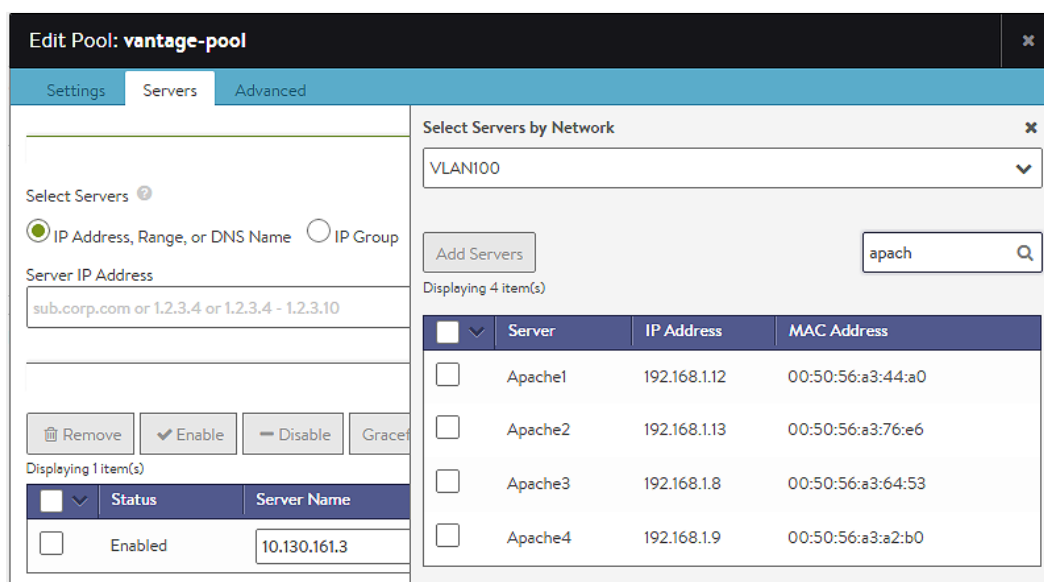 Edit Pool: vantage-pool
Settings Servers Advanced
Select Servers
IP Address, Range, or DNS Name IP Group
Server IP Address
sub.corp.com or 1.2.3.4 or 1.2.3.4 - 1.2.3.10
Remove Enable Disable Gracef
Displaying 1 item(s)
Status Server Name
Enabled 10.130.161.3
Select Servers by Network
VLAN100
Add Servers apach
Displaying 4 item(s)
Server IP Address MAC Address
Apache1 192.168.1.12 00:50:56:a3:44:a0
Apache2 192.168.1.13 00:50:56:a3:76:e6
Apache3 192.168.1.8 00:50:56:a3:64:53
Apache4 192.168.1.9 00:50:56:a3:a2:b0